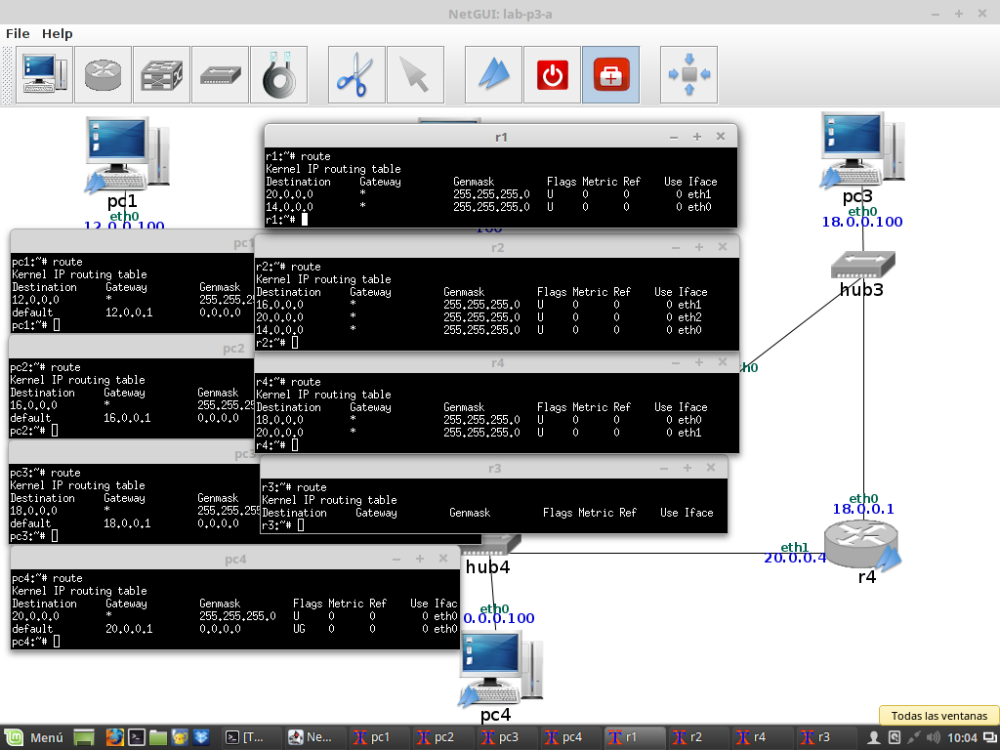 NetGUI: lab-p3-a
File Help
pc1
eth0
12.0.0.100
pc3
eth0
18.0.0.100
hub3
r1
r1:~# route
Kernel IP routing table
Destination Gateway Genmask Flags Metric Ref Use Iface
20.0.0.0 * 255.255.255.0 U 0 0 0 eth1
14.0.0.0 * 255.255.255.0 U 0 0 0 eth0
r1:~#
100
pc1
pc1:~# route
Kernel IP routing table
Destination Gateway Genmask
12.0.0.0 * 255.255.2
default 12.0.0.1 0.0.0.0
pc1:~#
r2
r2:~# route
Kernel IP routing table
Destination Gateway Genmask Flags Metric Ref Use Iface
16.0.0.0 * 255.255.255.0 U 0 0 0 eth1
20.0.0.0 * 255.255.255.0 U 0 0 0 eth2
14.0.0.0 * 255.255.255.0 U 0 0 0 eth0
r2:~#
pc2
pc2:~# route
Kernel IP routing table
Destination Gateway Genmask
16.0.0.0 * 255.255.25
default 16.0.0.1 0.0.0.0
pc2:~#
r4
r4:~# route
Kernel IP routing table
Destination Gateway Genmask Flags Metric Ref Use Iface
18.0.0.0 * 255.255.255.0 U 0 0 0 eth0
20.0.0.0 * 255.255.255.0 U 0 0 0 eth1
r4:~#
th0
pc3
pc3:~# route
Kernel IP routing table
Destination Gateway Genmask
18.0.0.0 * 255.255.255
default 18.0.0.1 0.0.0.0
pc3:~#
r3
r3:~# route
Kernel IP routing table
Destination Gateway Genmask Flags Metric Ref Use Iface
r3:~#
eth0
18.0.0.1
eth1
20.0.0.4
r4
hub4
pc4
pc4:~# route
Kernel IP routing table
Destination Gateway Genmask Flags Metric Ref Use Ifac
20.0.0.0 * 255.255.255.0 U 0 0 0 eth0
default 20.0.0.1 0.0.0.0 UG 0 0 0 eth0
pc4:~#
eth0
0.0.0.100
pc4
Todas las ventanas
Menú [T... Ne... pc1 pc2 pc3 pc4 r1 r2 r4 r3 10:04